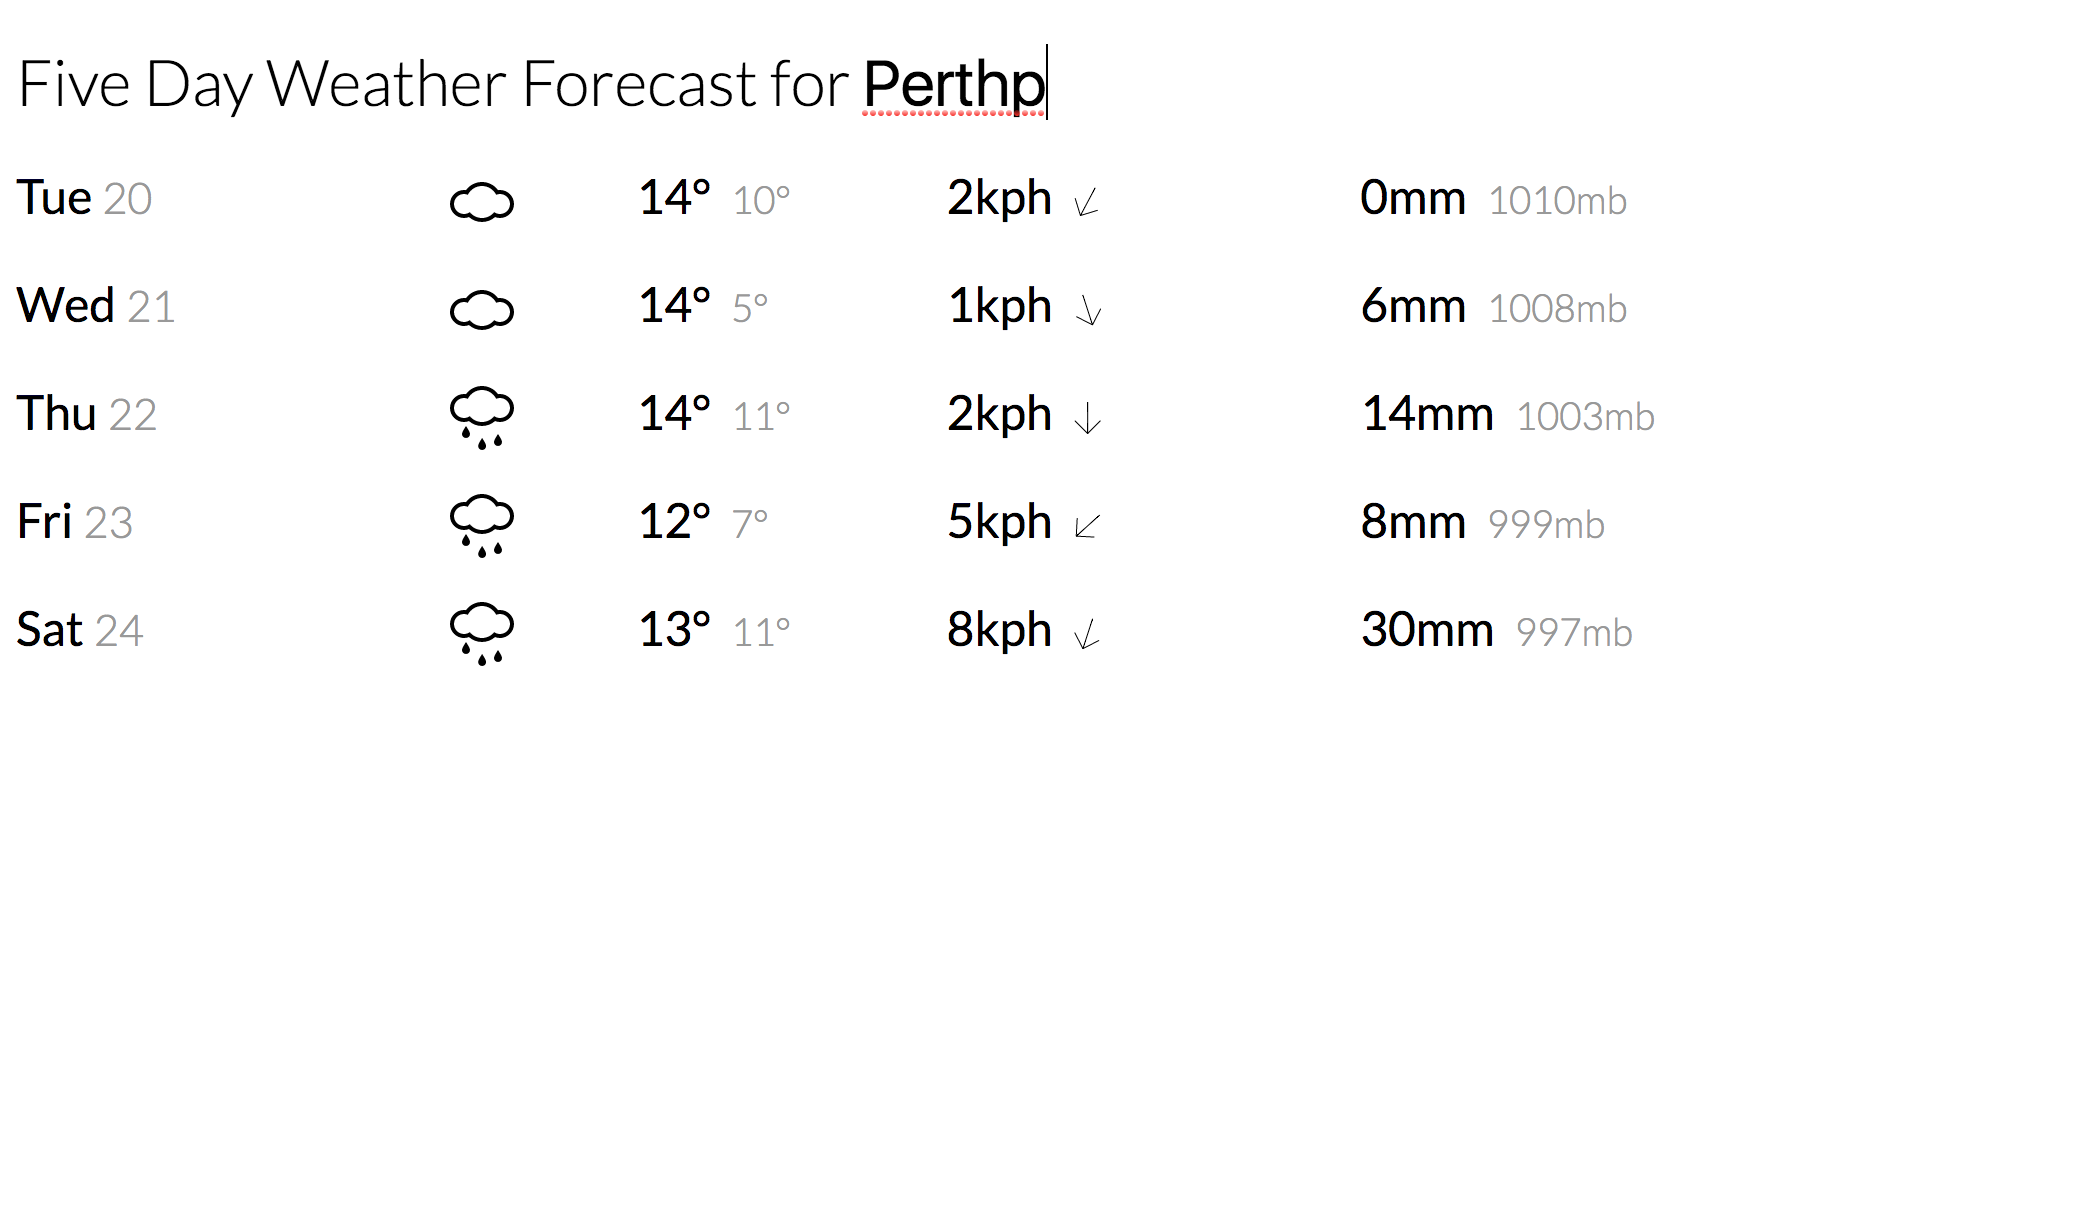 Five Day Weather Forecast for Perthp
Tue 20 14° 10° 2kph 0mm 1010mb
Wed 21 14° 5° 1kph 6mm 1008mb
Thu 22 14° 11° 2kph 14mm 1003mb
Fri 23 12° 7° 5kph 8mm 999mb
Sat 24 13° 11° 8kph 30mm 997mb